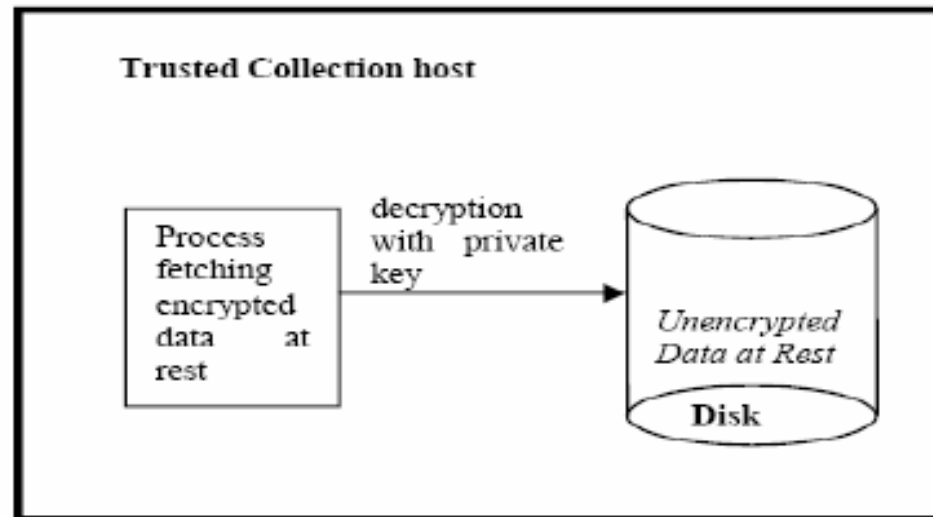 Trusted Collection host
Process
fetching
encrypted
data at
rest
decryption
with private
key
Unencrypted
Data at Rest
Disk